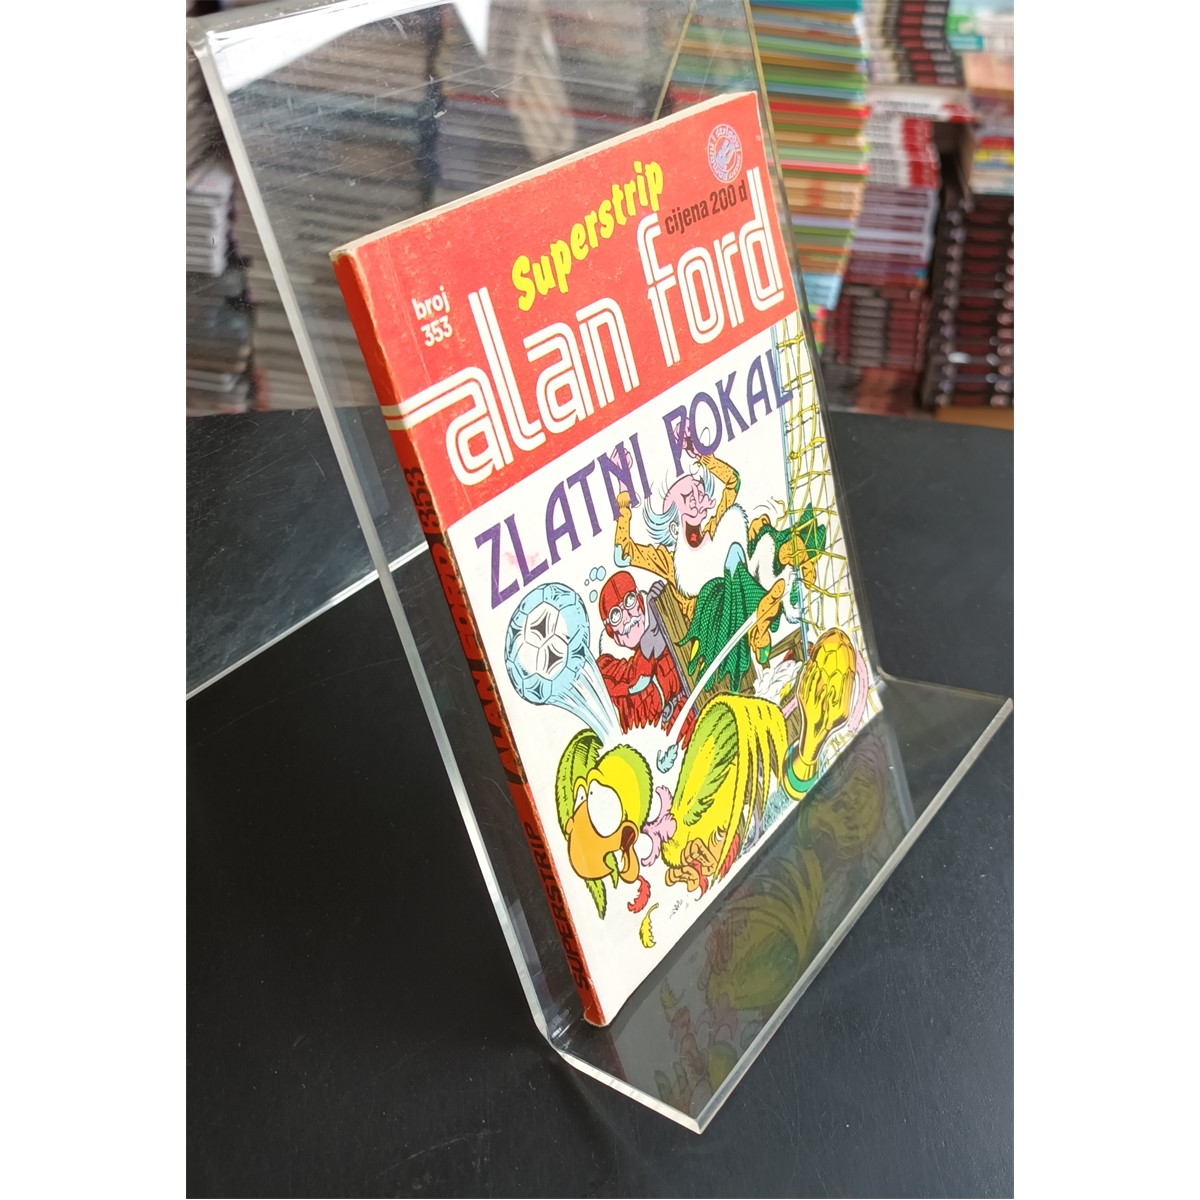 Superstrip
cijena 200 d
broj
353
alan ford
ZLATNI POKAL
SUPERSTRIP ALAN FORD 353